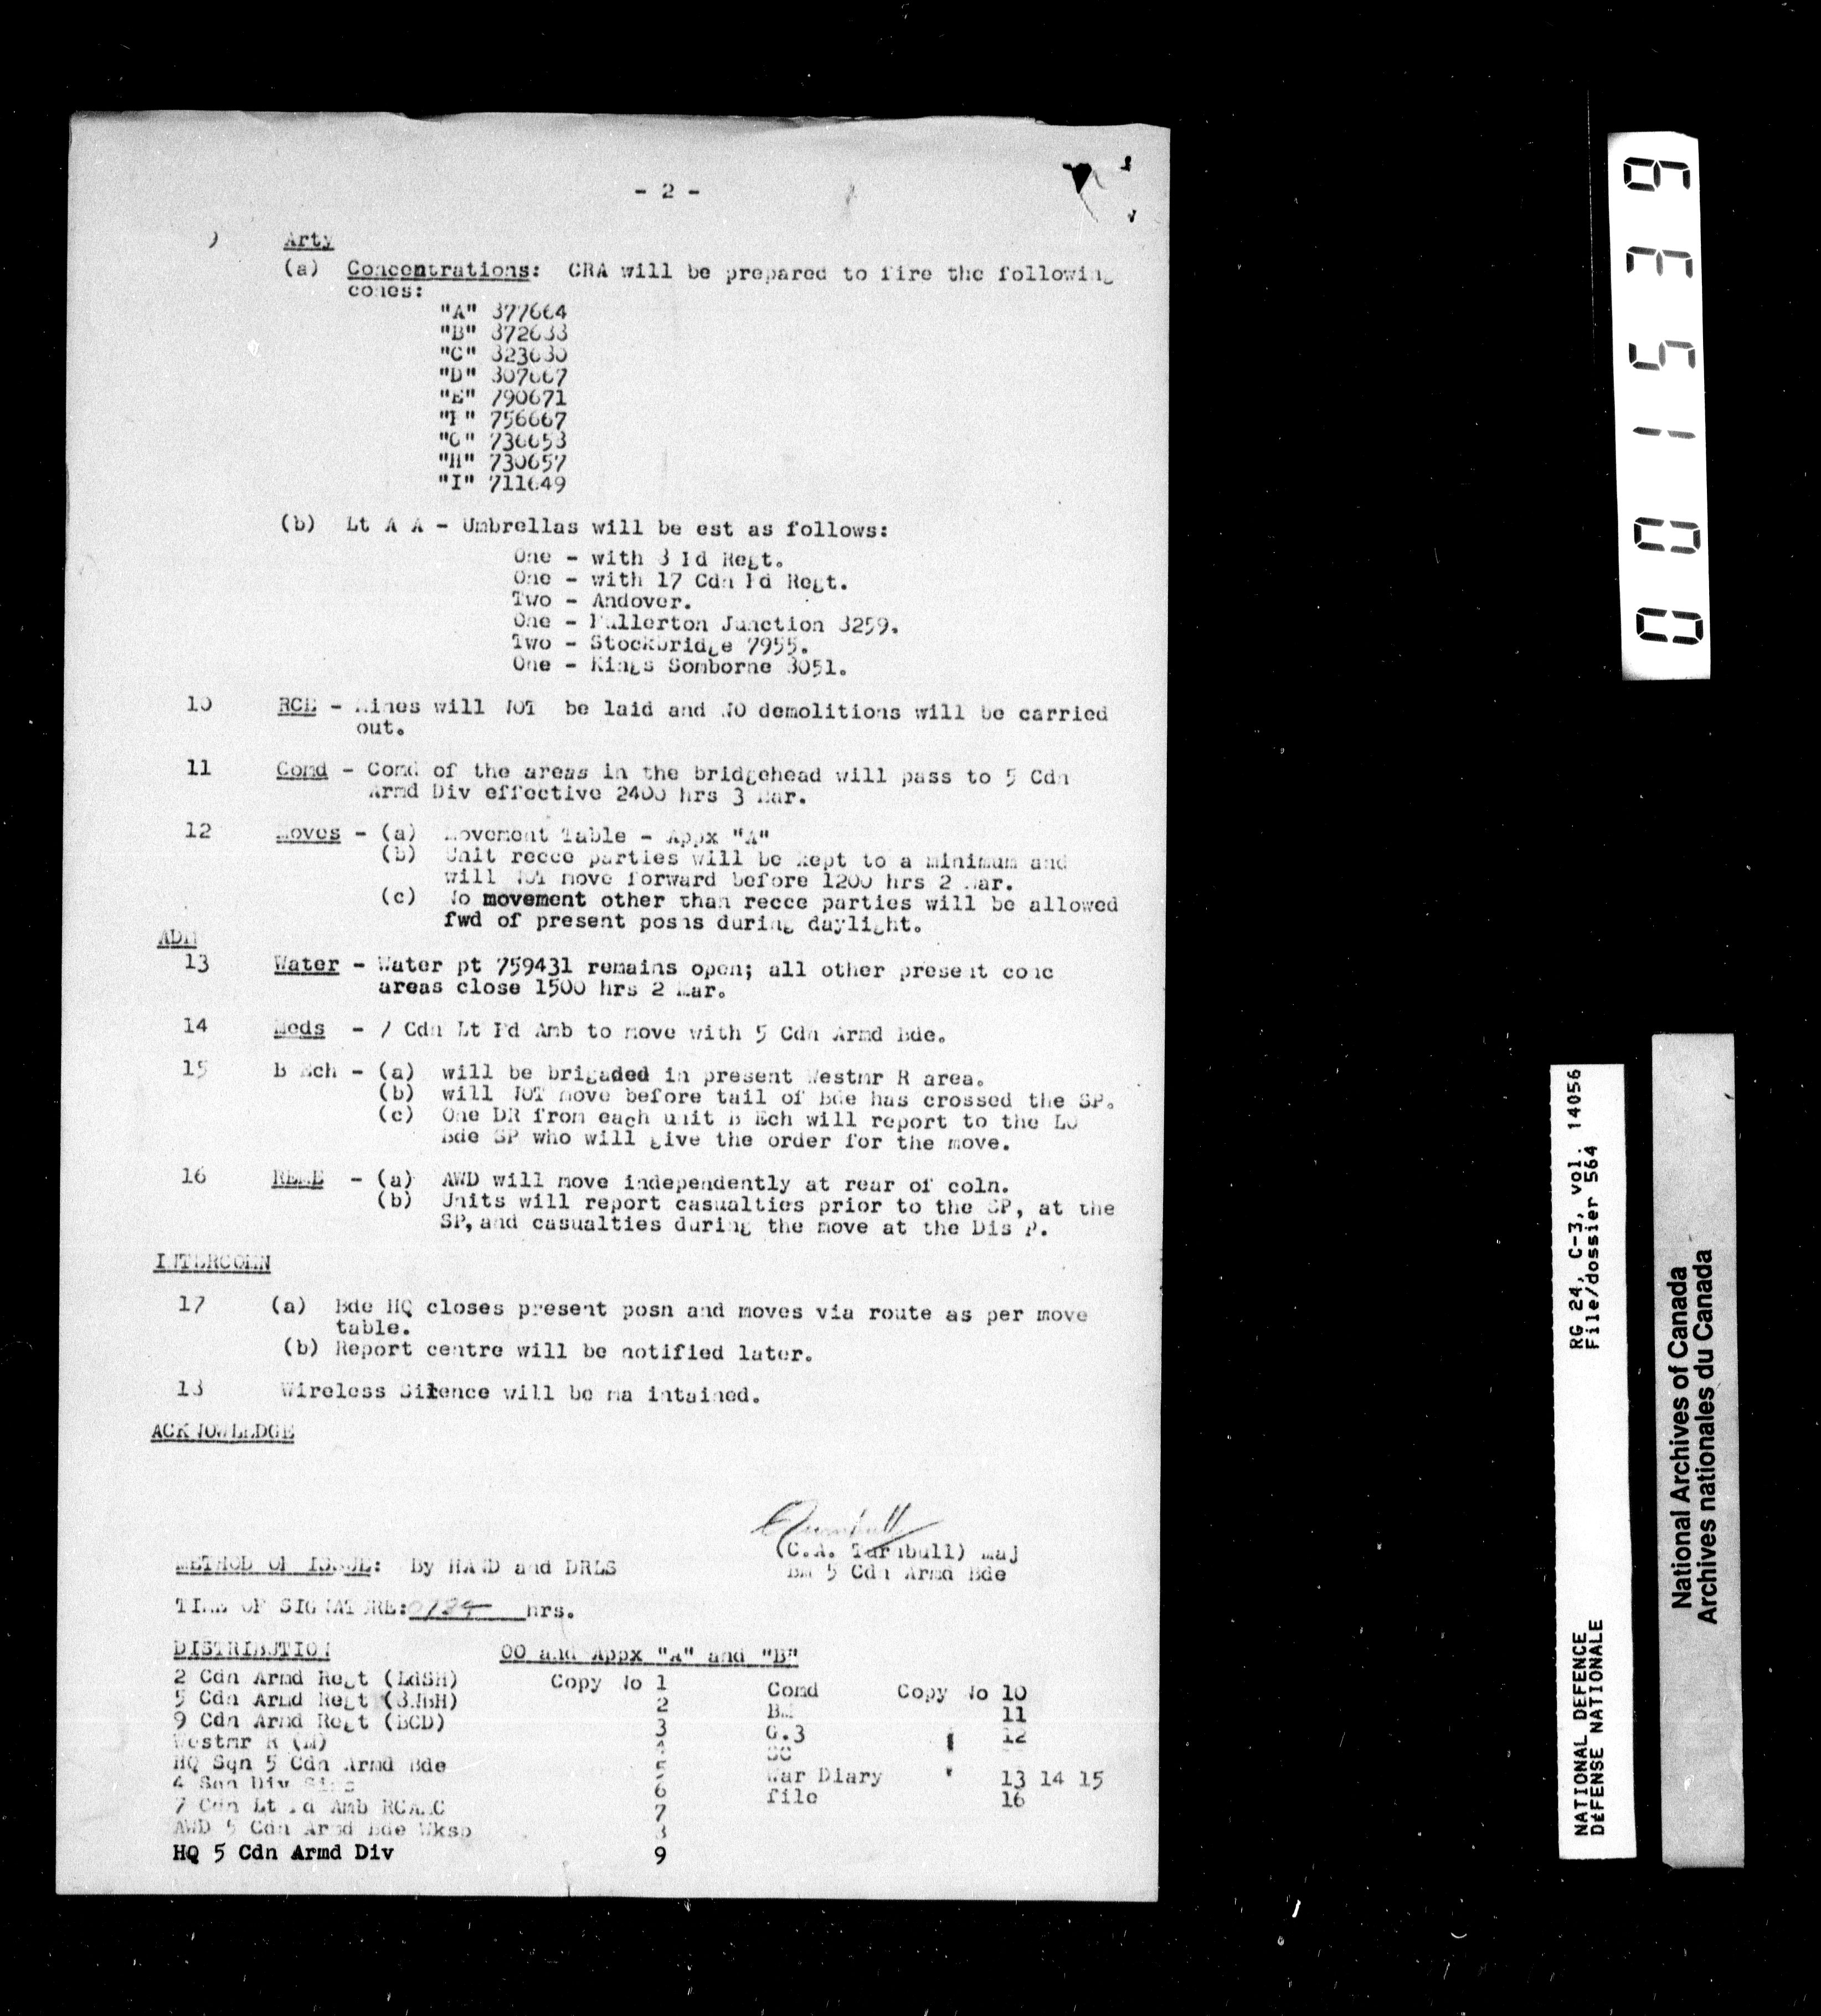 - 2 -
Arty
(a) Concentrations: CRA will be prepared to fire the following
concs:
"A" 877664
"B" 872638
"C" 823680
"D" 807667
"E" 790671
"F" 756667
"G" 736658
"H" 730657
"I" 711649
(b) Lt A A - Umbrellas will be est as follows:
One - with 8 Fd Regt.
One - with 17 Cdn Fd Regt.
Two - Andover.
One - Fullerton Junction 8259.
Two - Stockbridge 7955.
One - Kings Somborne 8051.
10 RCE - Mines will NOT be laid and NO demolitions will be carried
out.
11 Comd - Comd of the areas in the bridgehead will pass to 5 Cdn
Armd Div effective 2400 hrs 3 Mar.
12 Moves - (a) Movement Table - Appx "A"
(b) Unit recce parties will be kept to a minimum and
will NOT move forward before 1200 hrs 2 Mar.
(c) No movement other than recce parties will be allowed
fwd of present posns during daylight.
ADM
13 Water - Water pt 759431 remains open; all other present conc
areas close 1500 hrs 2 Mar.
14 Meds - 7 Cdn Lt Fd Amb to move with 5 Cdn Armd Bde.
15 B Ech - (a) will be brigaded in present Westmr R area.
(b) will NOT move before tail of Bde has crossed the SP.
(c) One DR from each unit B Ech will report to the LO
Bde SP who will give the order for the move.
16 REME - (a) AWD will move independently at rear of coln.
(b) Units will report casualties prior to the SP, at the
SP, and casualties during the move at the Dis P.
INTERCOMN
17 (a) Bde HQ closes present posn and moves via route as per move
table.
(b) Report centre will be notified later.
18 Wireless Silence will be ma intained.
ACKNOWLEDGE
(C.A. Turnbull) Maj
BM 5 Cdn Armd Bde
METHOD OF ISSUE: By HAND and DRLS
TIME OF SIGNATURE: hrs.
DISTRIBUTION OO and Appx "A" and "B"
2 Cdn Armd Regt (LdSH) Copy No 1
5 Cdn Armd Regt (8NBH) 2
9 Cdn Armd Regt (BCD) 3
Westmr R (M) 4
HQ Sqn 5 Cdn Armd Bde 5
4 Sqn Div Sigs 6
7 Cdn Lt Fd Amb RCAMC 7
AWD 5 Cdn Armd Bde Wksp 8
HQ 5 Cdn Armd Div 9
Comd Copy No 10
BM 11
G.3 12
SC
War Diary 13 14 15
file 16
001539
RG 24, C-3, vol. 14056
File/dossier 564
NATIONAL DEFENCE
DéFENSE NATIONALE
National Archives of Canada
Archives nationales du Canada